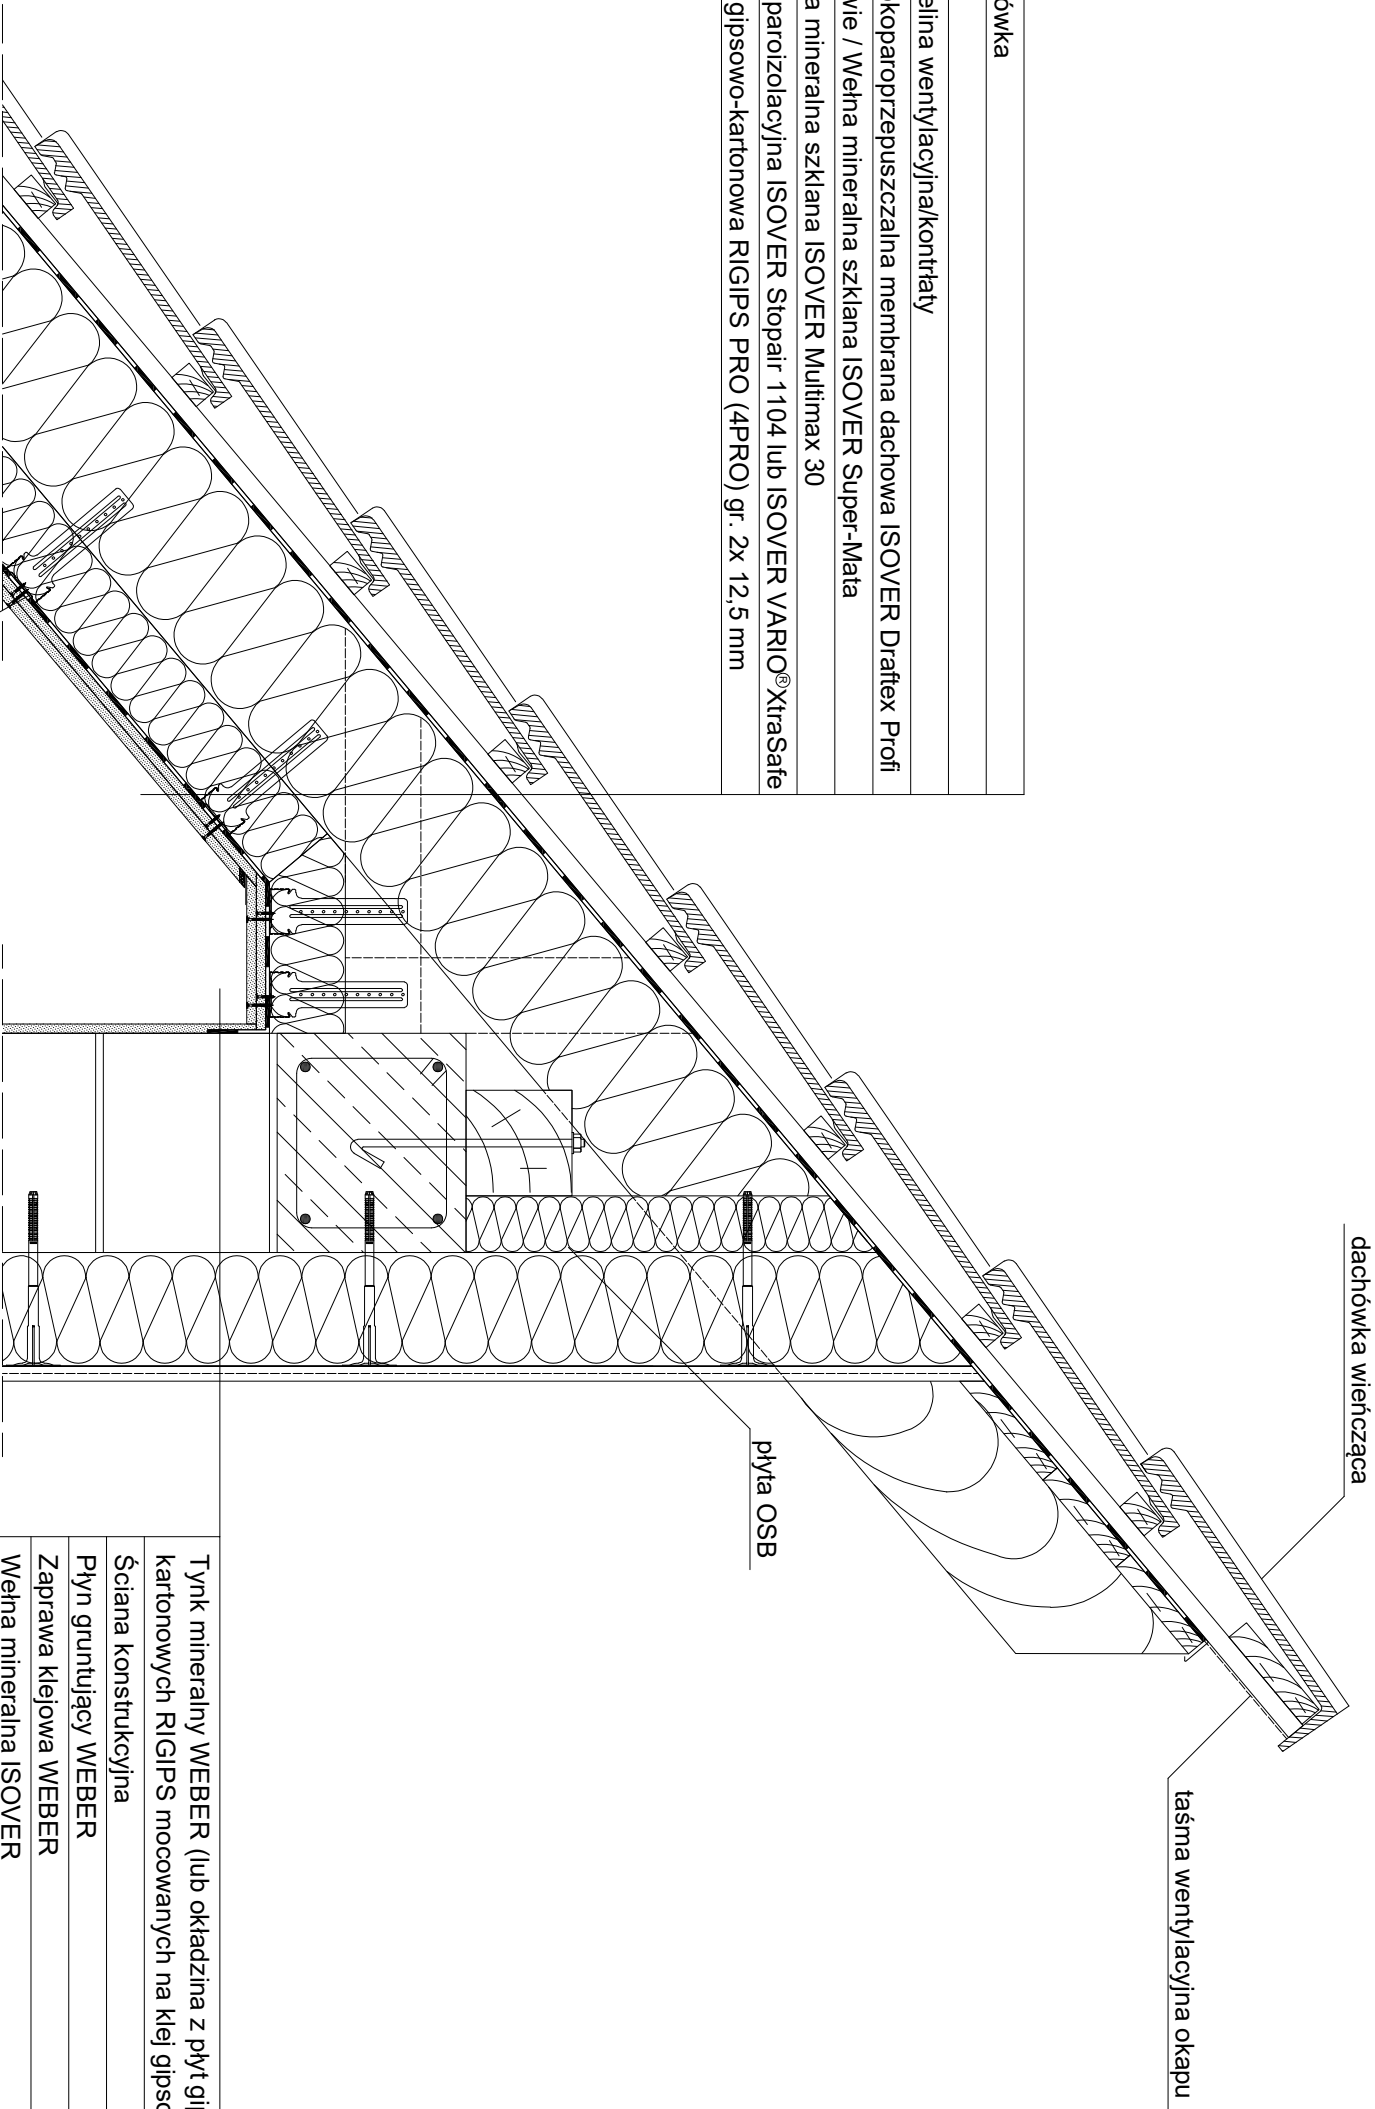 ówka
elina wentylacyjna/kontrłaty
koparoprzepuszczalna membrana dachowa ISOVER Draftex Profi
wie / Wełna mineralna szklana ISOVER Super-Mata
a mineralna szklana ISOVER Multimax 30
paroizolacyjna ISOVER Stopair 1104 lub ISOVER VARIO® XtraSafe
gipsowo-kartonowa RIGIPS PRO (4PRO) gr. 2x 12,5 mm
dachówka wieńcząca
taśma wentylacyjna okapu
płyta OSB
Tynk mineralny WEBER (lub okładzina z płyt gip
kartonowych RIGIPS mocowanych na klej gipso
Ściana konstrukcyjna
Płyn gruntujący WEBER
Zaprawa klejowa WEBER
Wełna mineralna ISOVER